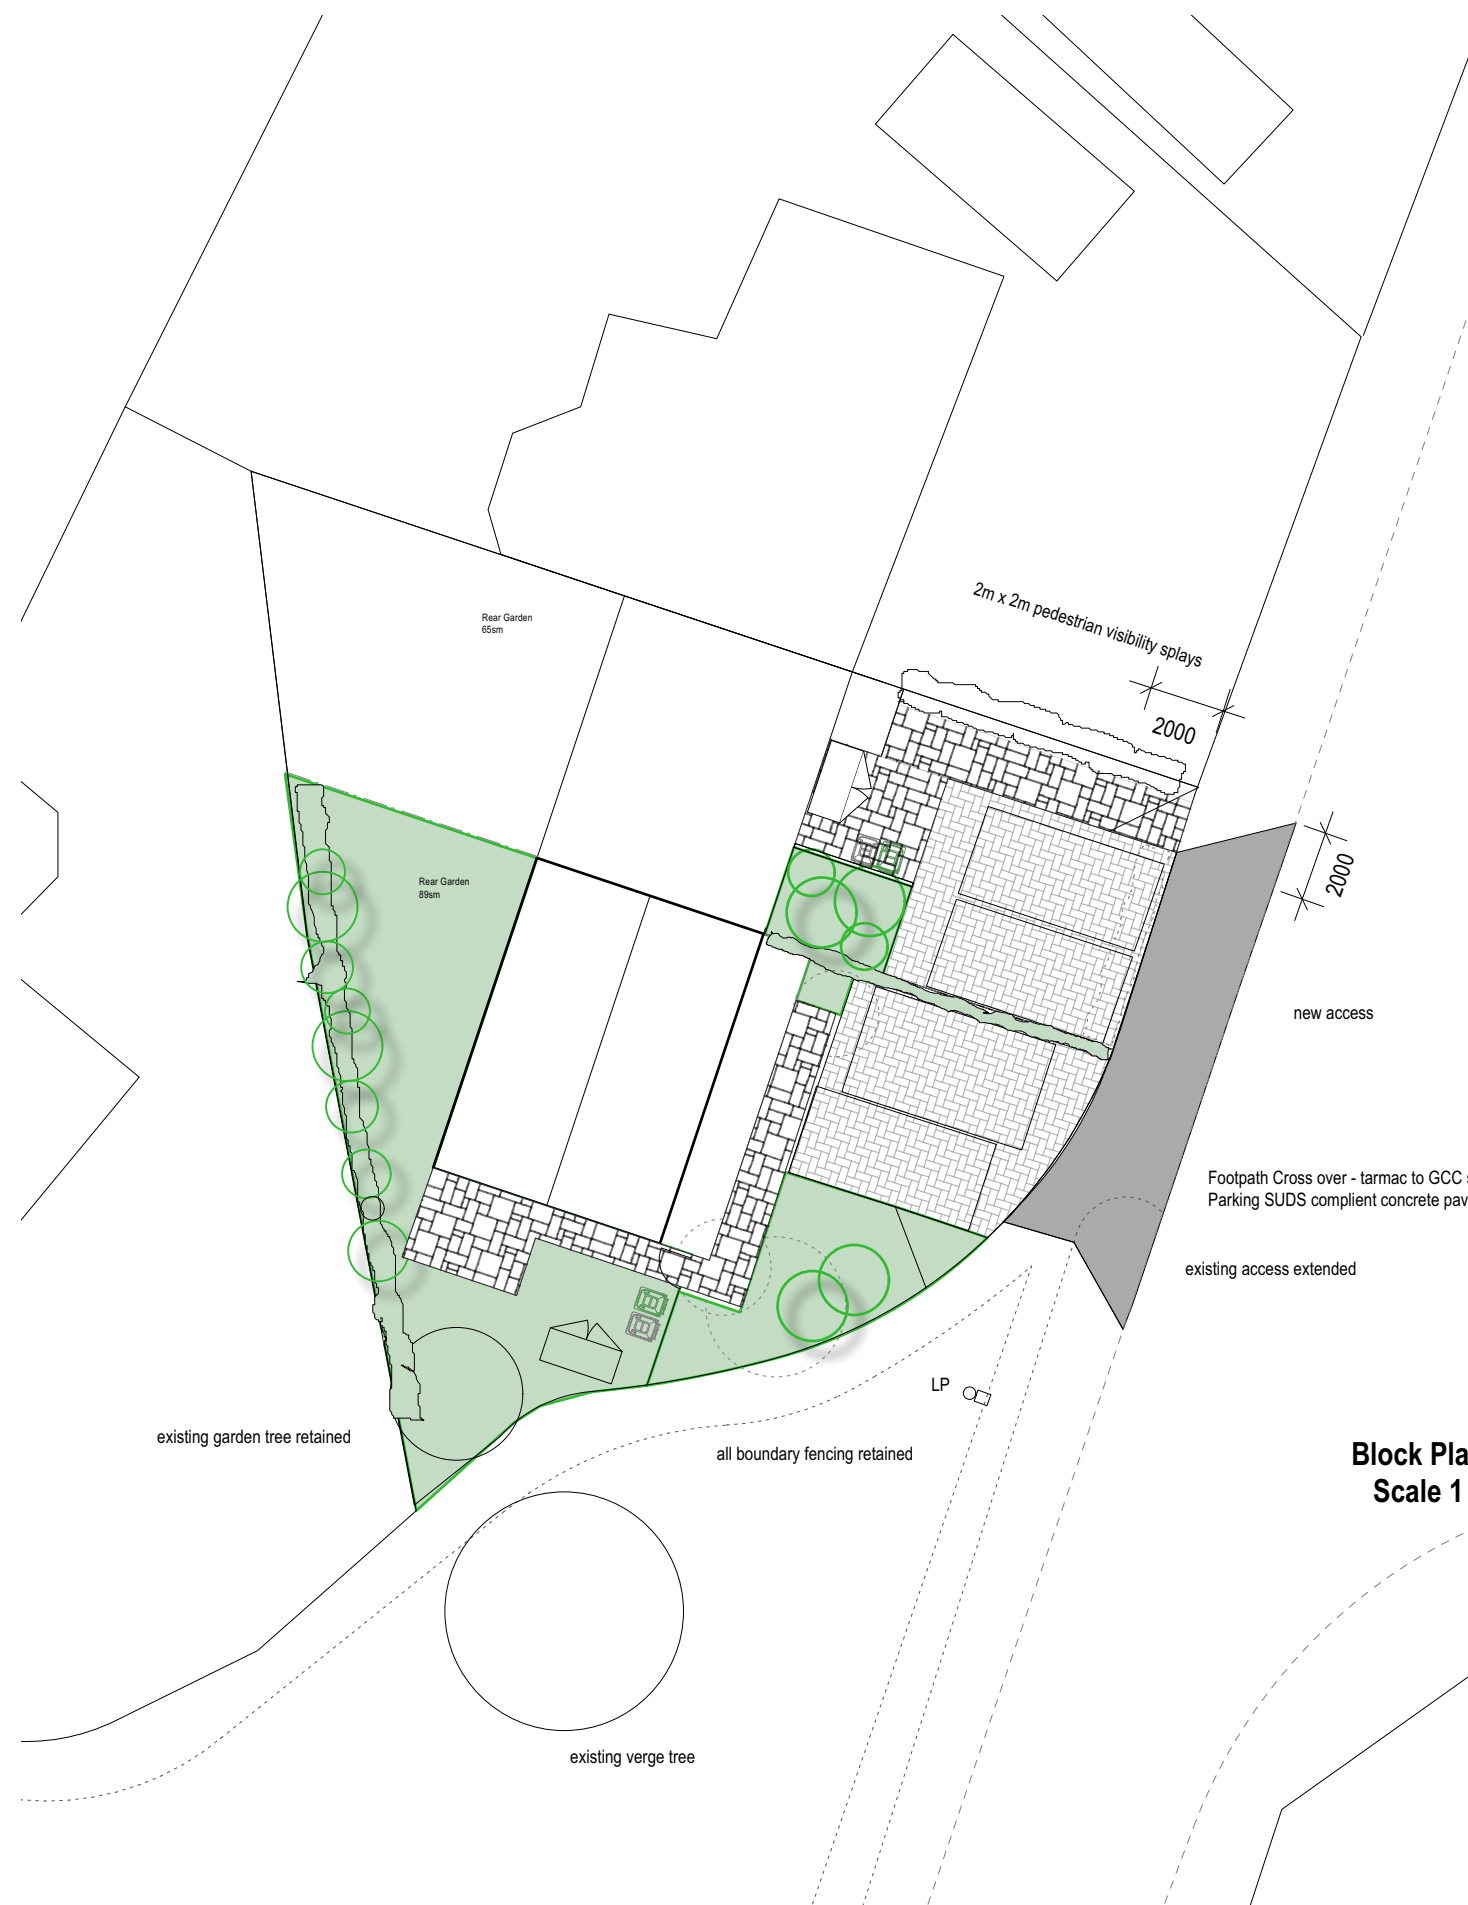 Rear Garden
65sm
2m x 2m pedestrian visibility splays
2000
2000
Rear Garden
89sm
new access
Footpath Cross over - tarmac to GCC
Parking SUDS complient concrete pav
existing access extended
LP
existing garden tree retained
all boundary fencing retained
Block Pla
Scale 1
existing verge tree